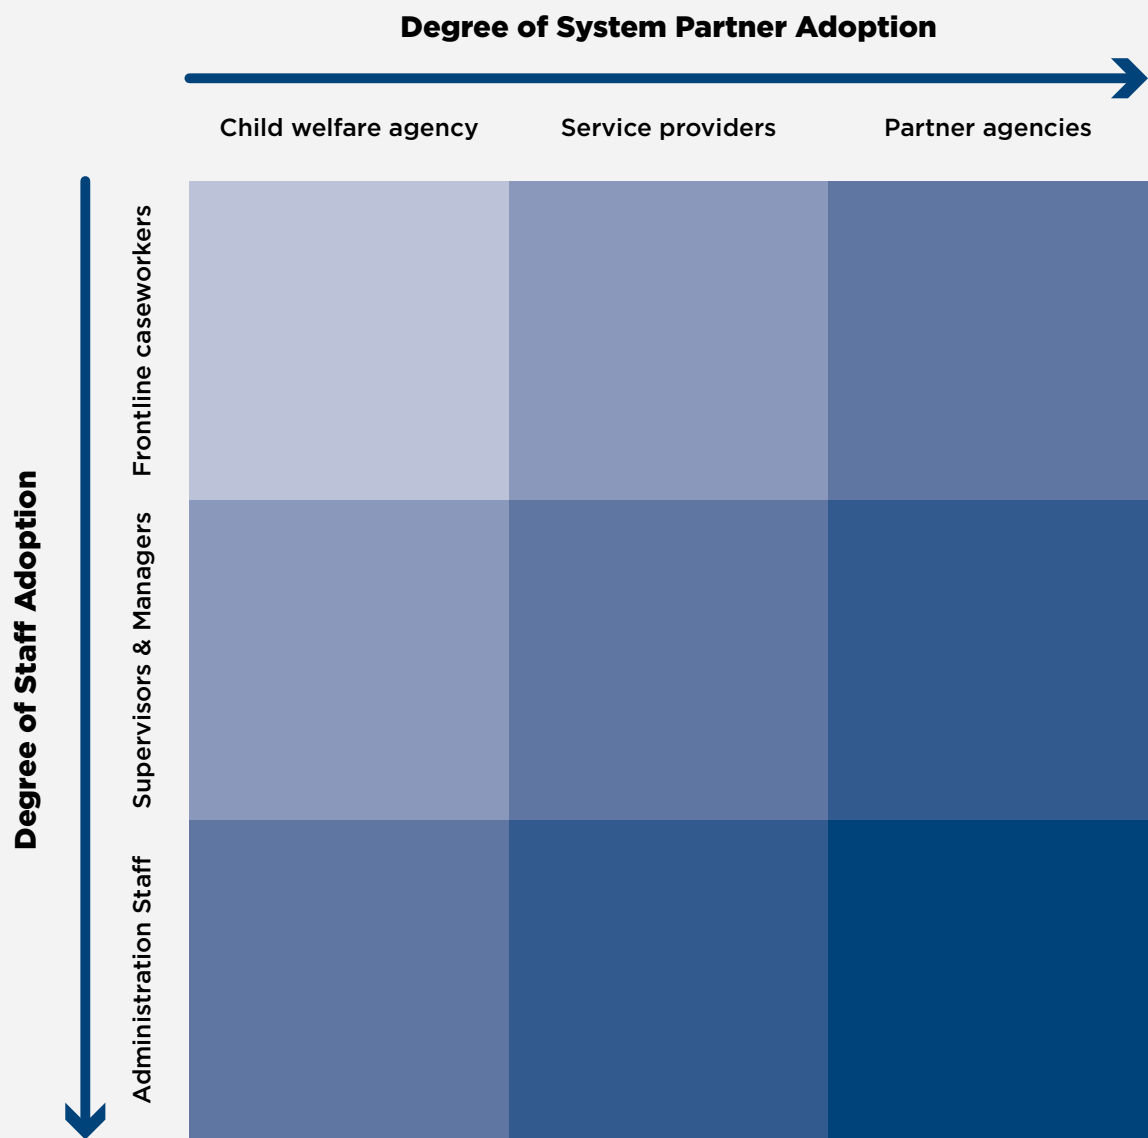 Degree of System Partner Adoption
Child welfare agency
Service providers
Partner agencies
Degree of Staff Adoption
Frontline caseworkers
Supervisors & Managers
Administration Staff